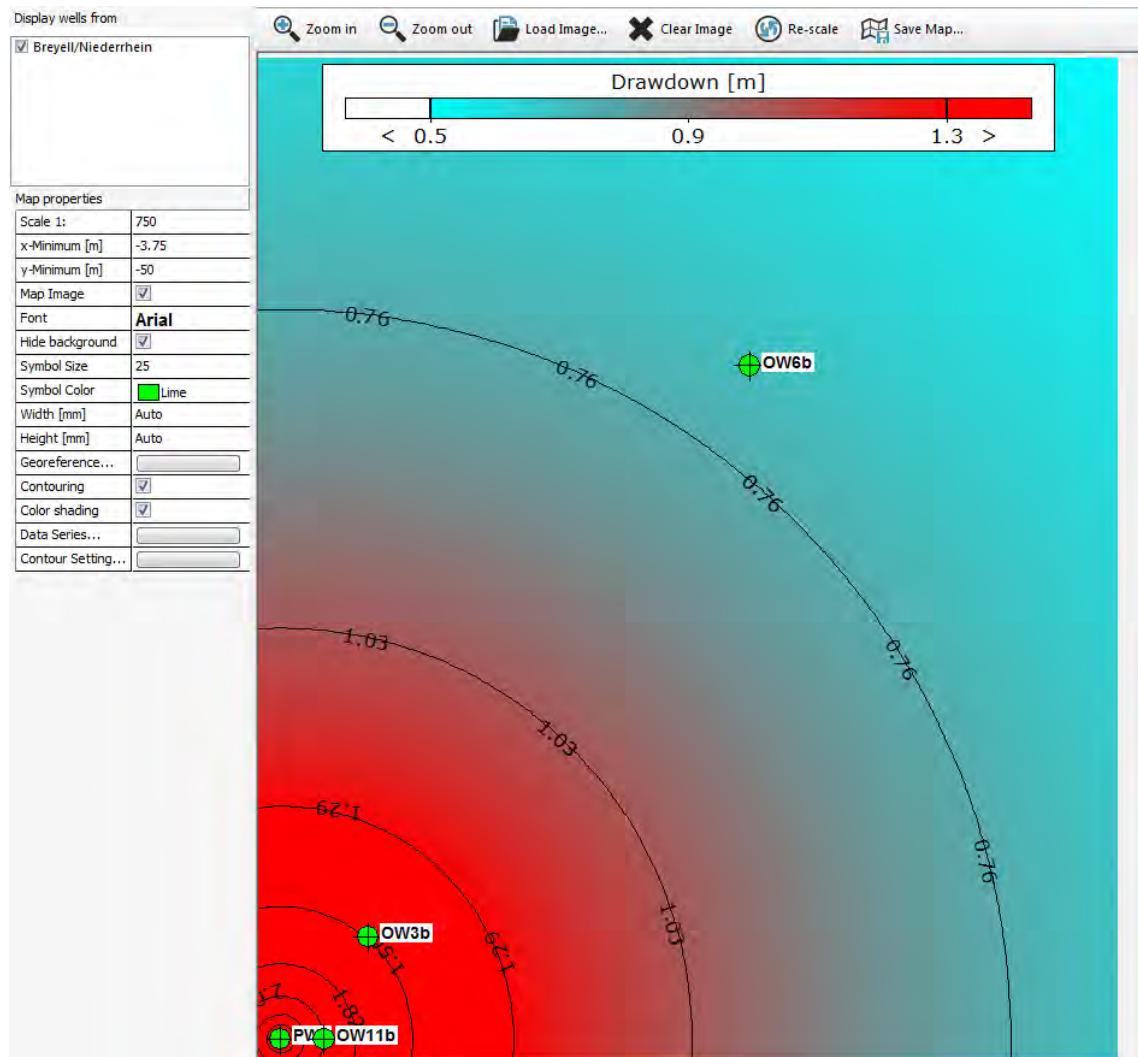 Display wells from
Breyell/Niederrhein
Zoom in Zoom out Load Image... Clear Image Re-scale Save Map...
Drawdown [m]
< 0.5 0.9 1.3 >
Map properties
Scale 1: 750
x-Minimum [m] -3.75
y-Minimum [m] -50
Map Image
Font Arial
Hide background
Symbol Size 25
Symbol Color Lime
Width [mm] Auto
Height [mm] Auto
Georeference...
Contouring
Color shading
Data Series...
Contour Setting...
0.76
0.76
OW6b
0.76
0.76
1.03
1.03
0.76
1.03
1.29
OW3b
1.29
1.82
OW11b